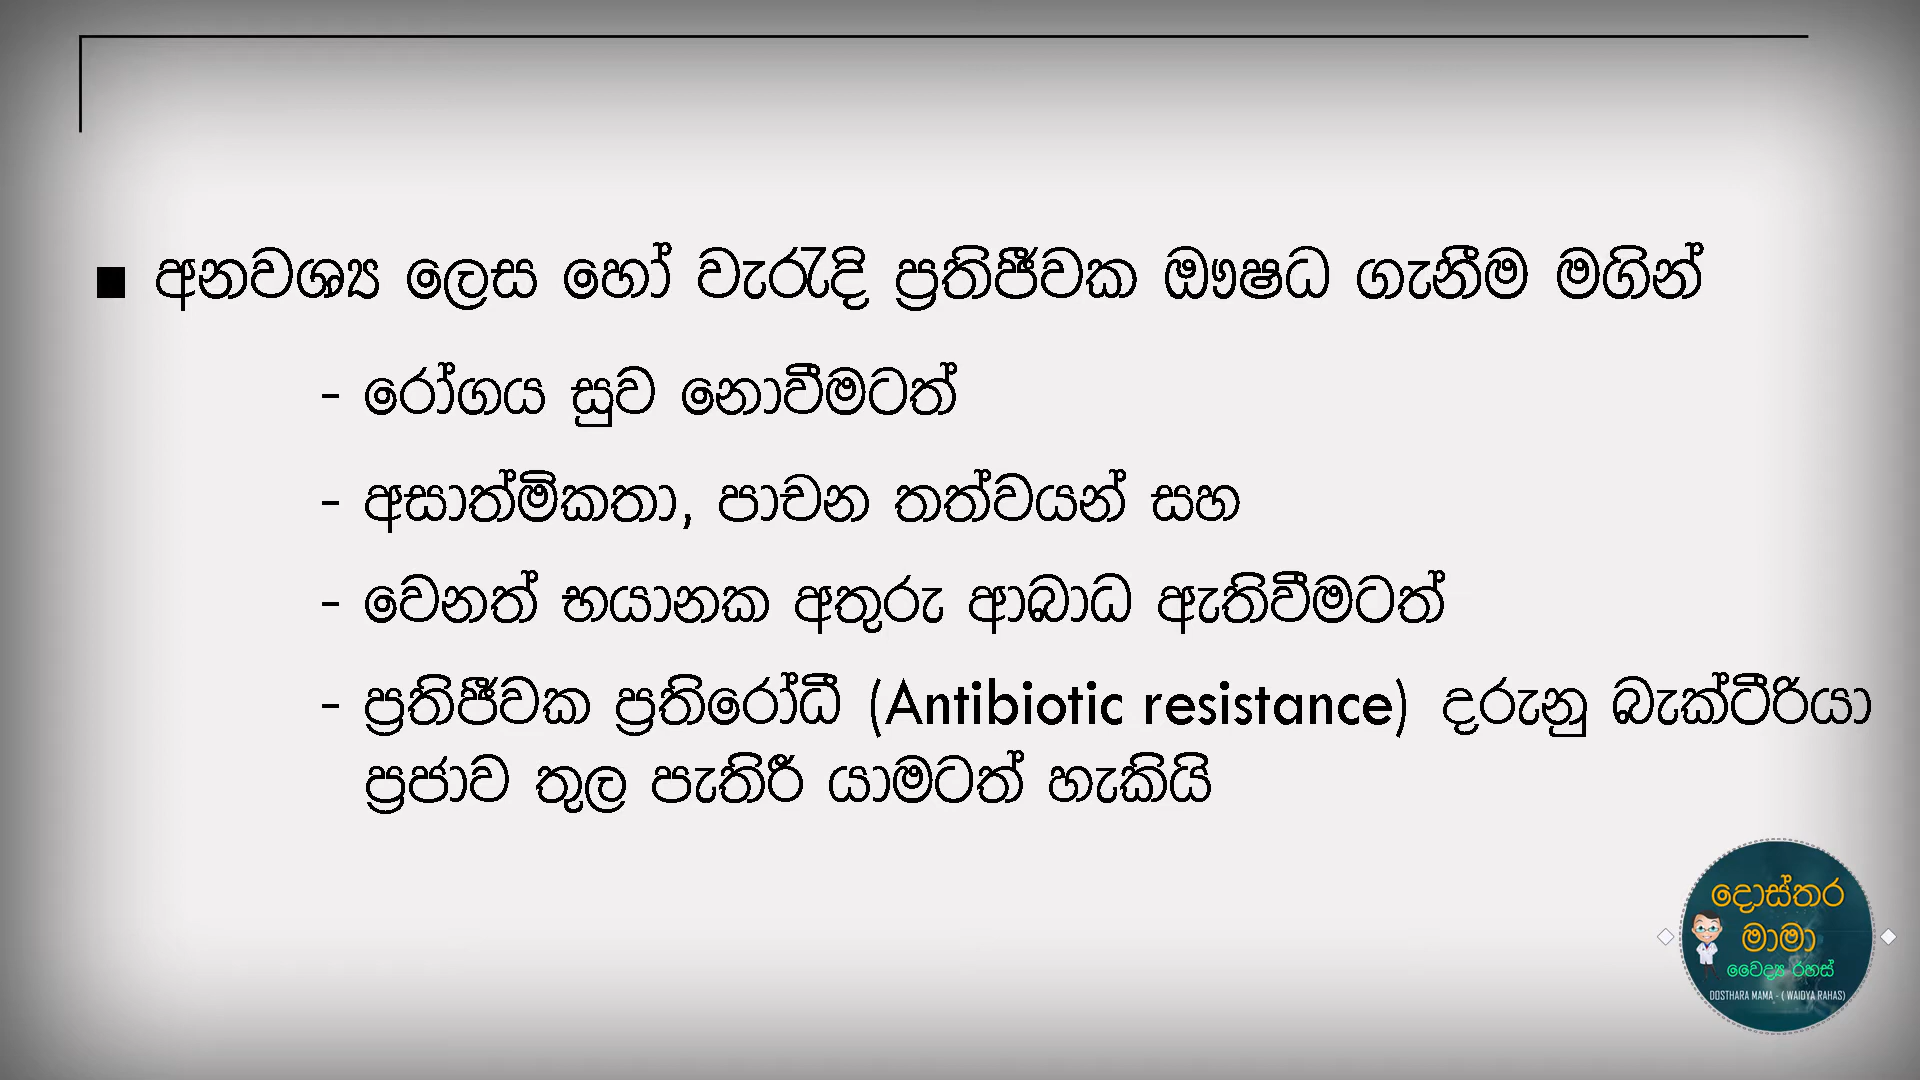 ■ අනවශ්‍ය ලෙස හෝ වැරැදි ප්‍රතිජීවක ඖෂධ ගැනීම මගින්
- රෝගය සුව නොවීමටත්
- අසාත්මිකතා, පාචන තත්වයන් සහ
- වෙනත් භයානක අතුරු ආබාධ ඇතිවීමටත්
- ප්‍රතිජීවක ප්‍රතිරෝධී (Antibiotic resistance) දරුනු බැක්ටීරියා
ප්‍රජාව තුල පැතිරී යාමටත් හැකියි
දොස්තර
මාමා
වෛද්‍ය රහස්
DOSTHARA MAMA - ( WAIDYA RAHAS)